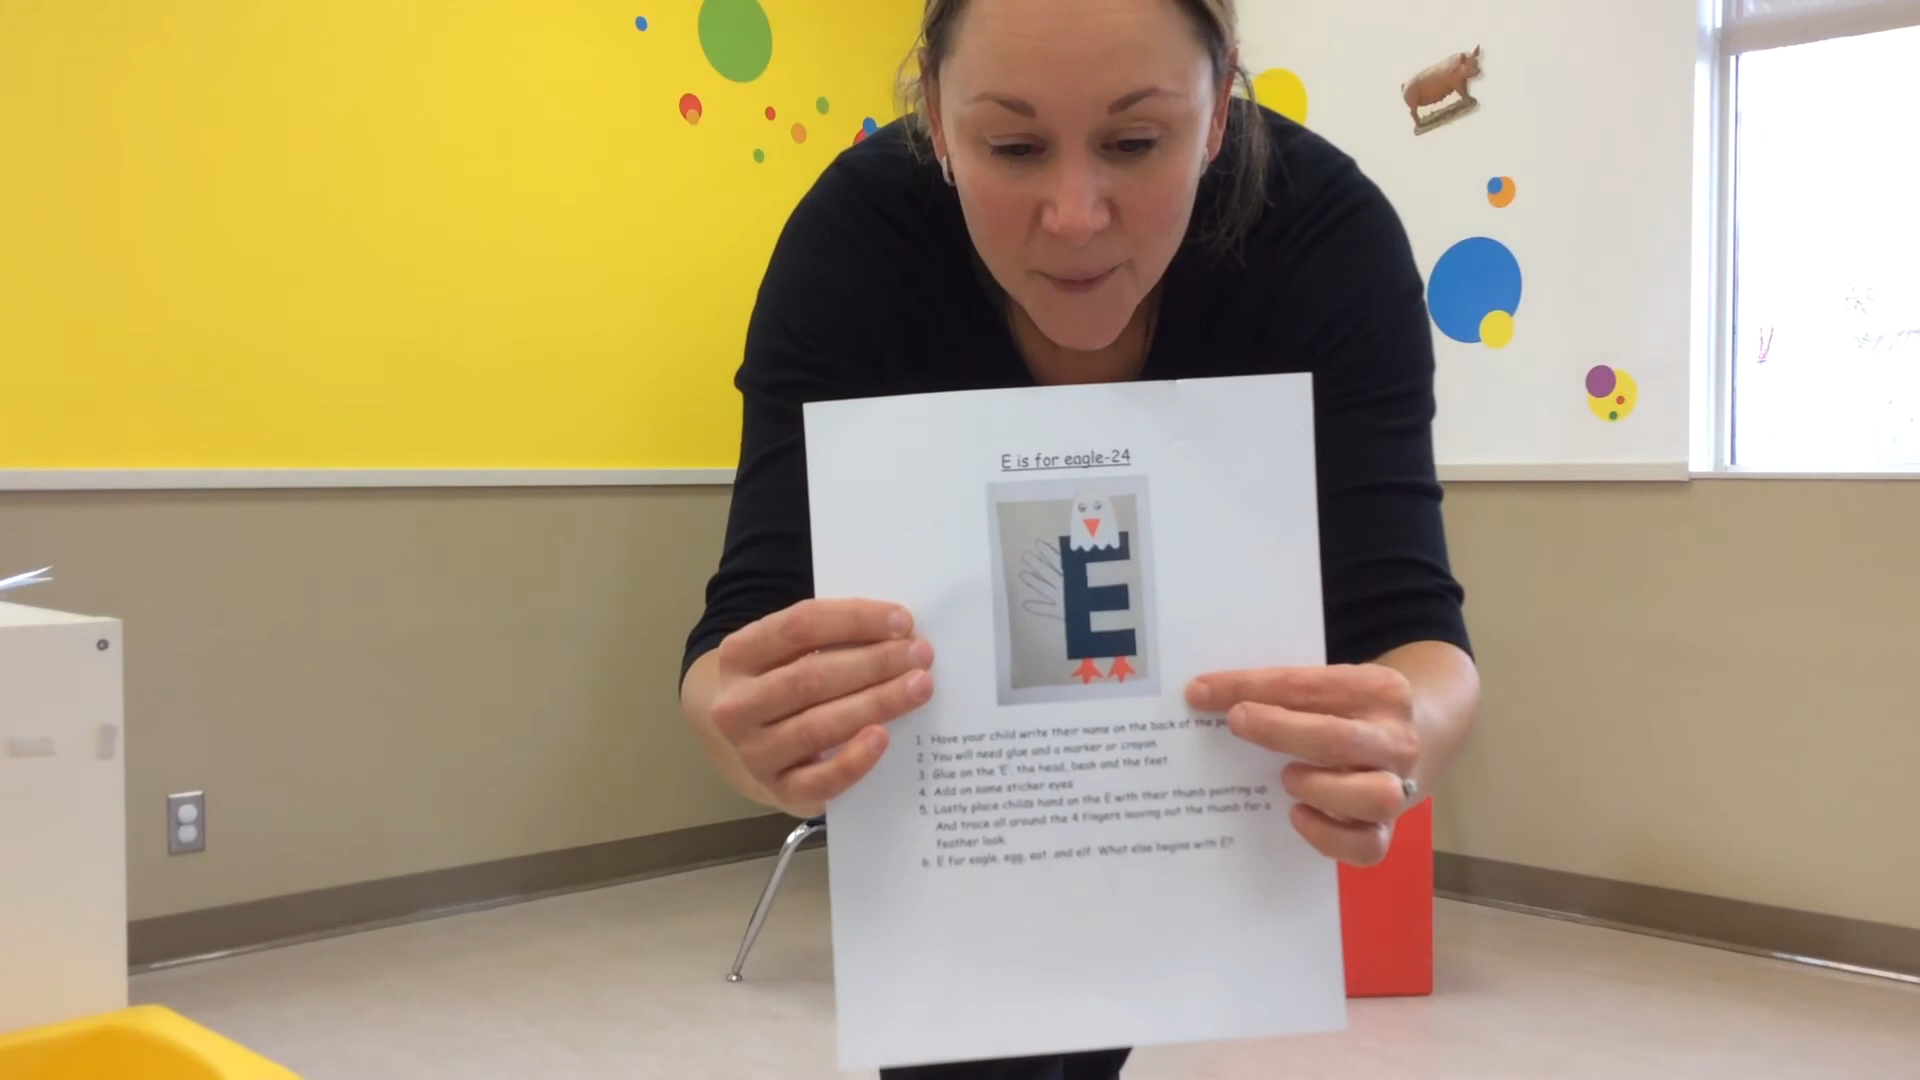 E is for eagle-24
E
1. Have your child write their name on the back of the
2. You will need glue and a marker or crayon.
3. Glue on the 'E', the head, beak and the feet.
4. Add on some sticker eyes
5. Lastly place childs hand on the E with their thumb pointing up.
And trace all around the 4 fingers leaving out the thumb for a
feather look.
6. E for eagle, egg, eat, and elf. What else begins with E?